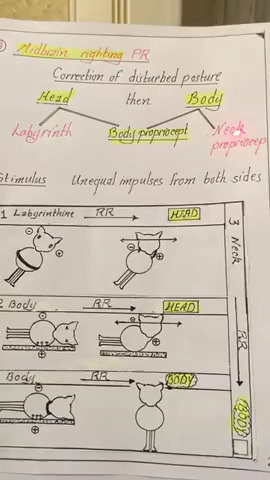 Midbrain righting PR
Correction of disturbed posture
Head then Body
Labyrinth Body propriocept Neck
propriocep
Stimulus Unequal impulses from both sides
1 Labyrinthine RR HEAD
3 Neck RR BODY
⊖
⊕
⊖
⊕
2 Body RR HEAD
⊖
⊕
⊖
⊕
Body RR BODY
⊖
⊕